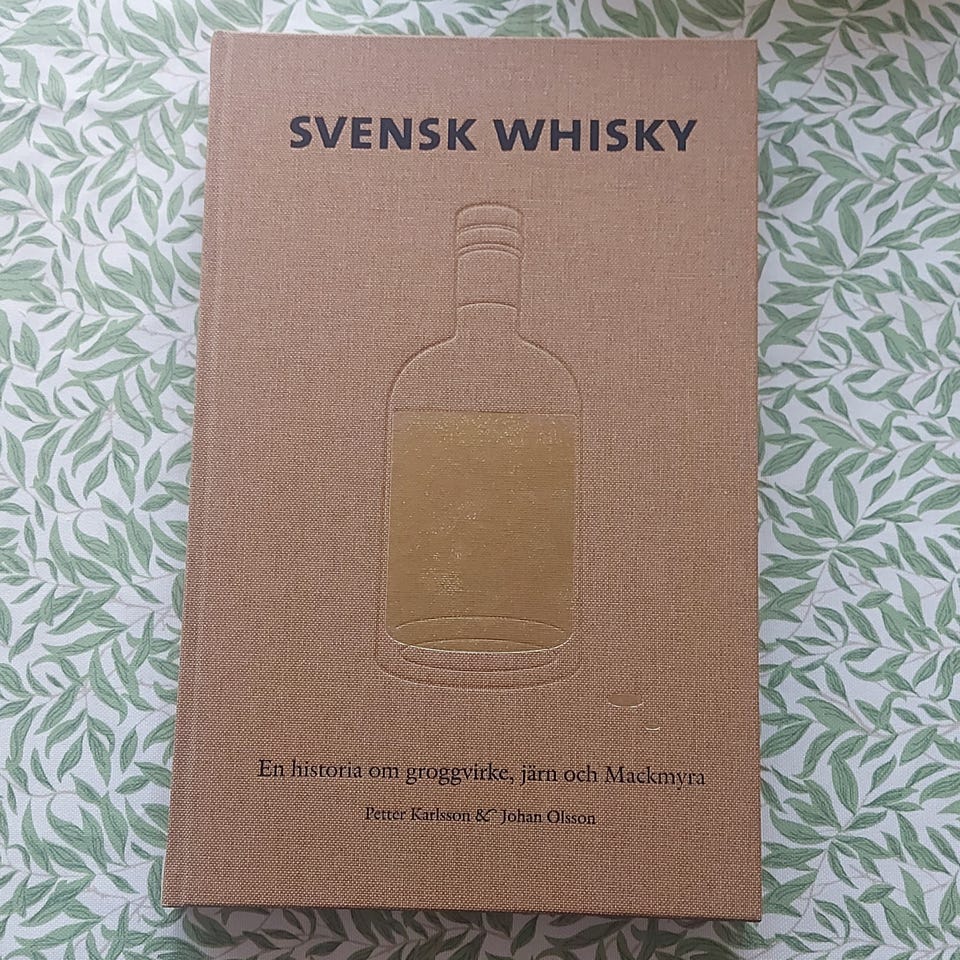 SVENSK WHISKY
En historia om groggvirke, järn och Mackmyra
Petter Karlsson & Johan Olsson